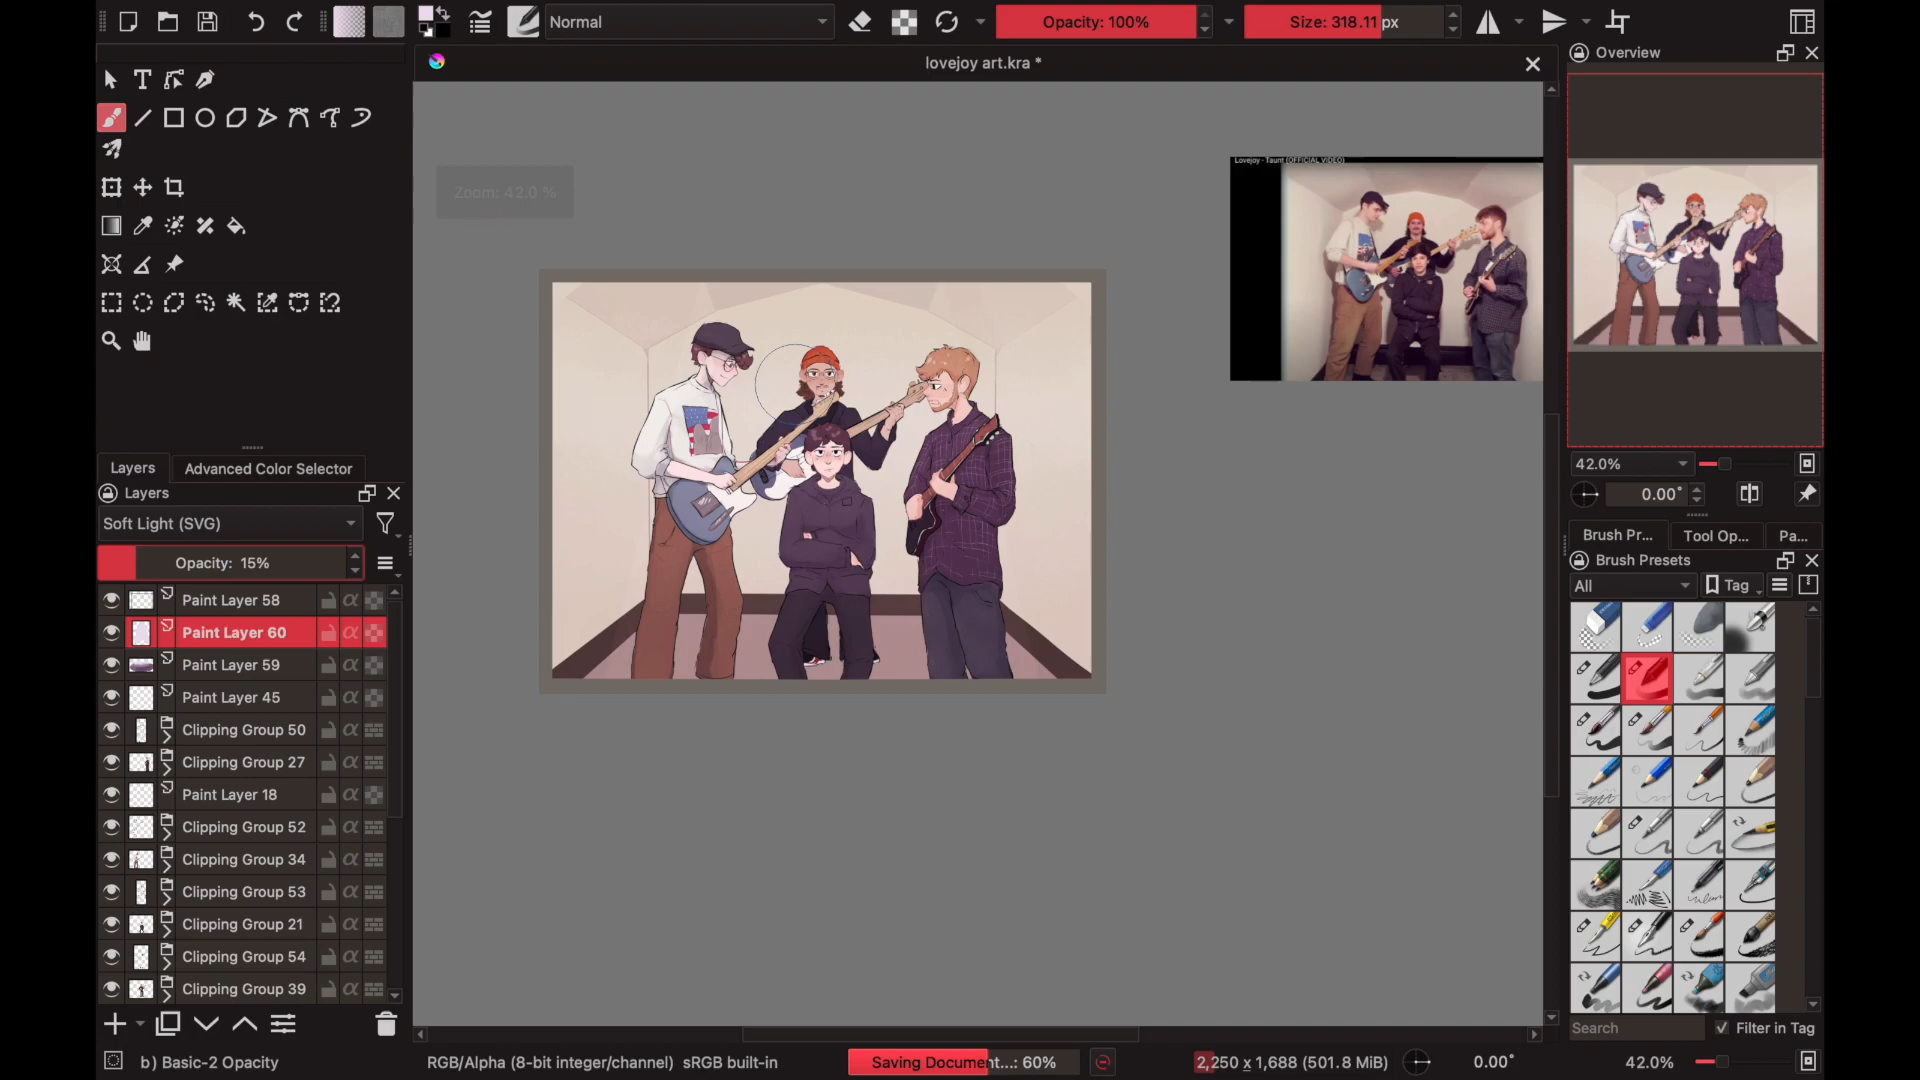 Normal
Opacity: 100%
Size: 318.11 px
lovejoy art.kra *
Overview
Zoom: 42.0 %
Lovejoy - Taunt (OFFICIAL VIDEO)
42.0%
0.00°
Layers
Advanced Color Selector
Layers
Soft Light (SVG)
Opacity: 15%
Paint Layer 58
Paint Layer 60
Paint Layer 59
Paint Layer 45
Clipping Group 50
Clipping Group 27
Paint Layer 18
Clipping Group 52
Clipping Group 34
Clipping Group 53
Clipping Group 21
Clipping Group 54
Clipping Group 39
Brush Pr...
Tool Op...
Pa...
Brush Presets
All
Tag
Search
Filter in Tag
b) Basic-2 Opacity
RGB/Alpha (8-bit integer/channel) sRGB built-in
Saving Document...: 60%
2,250 x 1,688 (501.8 MiB)
0.00°
42.0%